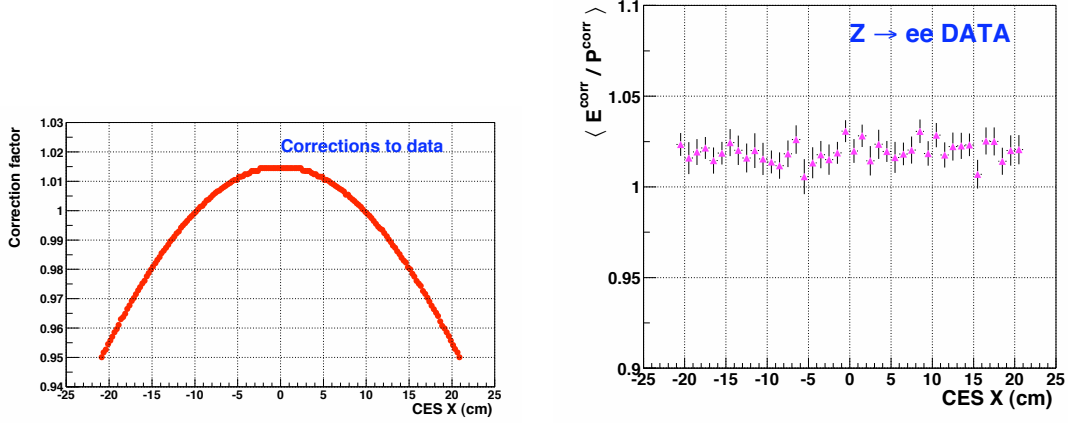 Correction factor
1.03
1.02
1.01
1
0.99
0.98
0.97
0.96
0.95
0.94
Corrections to data
-25 -20 -15 -10 -5 0 5 10 15 20 25
CES X (cm)
⟨ E^corr / P^corr ⟩
1.1
1.05
1
0.95
0.9
Z → ee DATA
-25 -20 -15 -10 -5 0 5 10 15 20 25
CES X (cm)